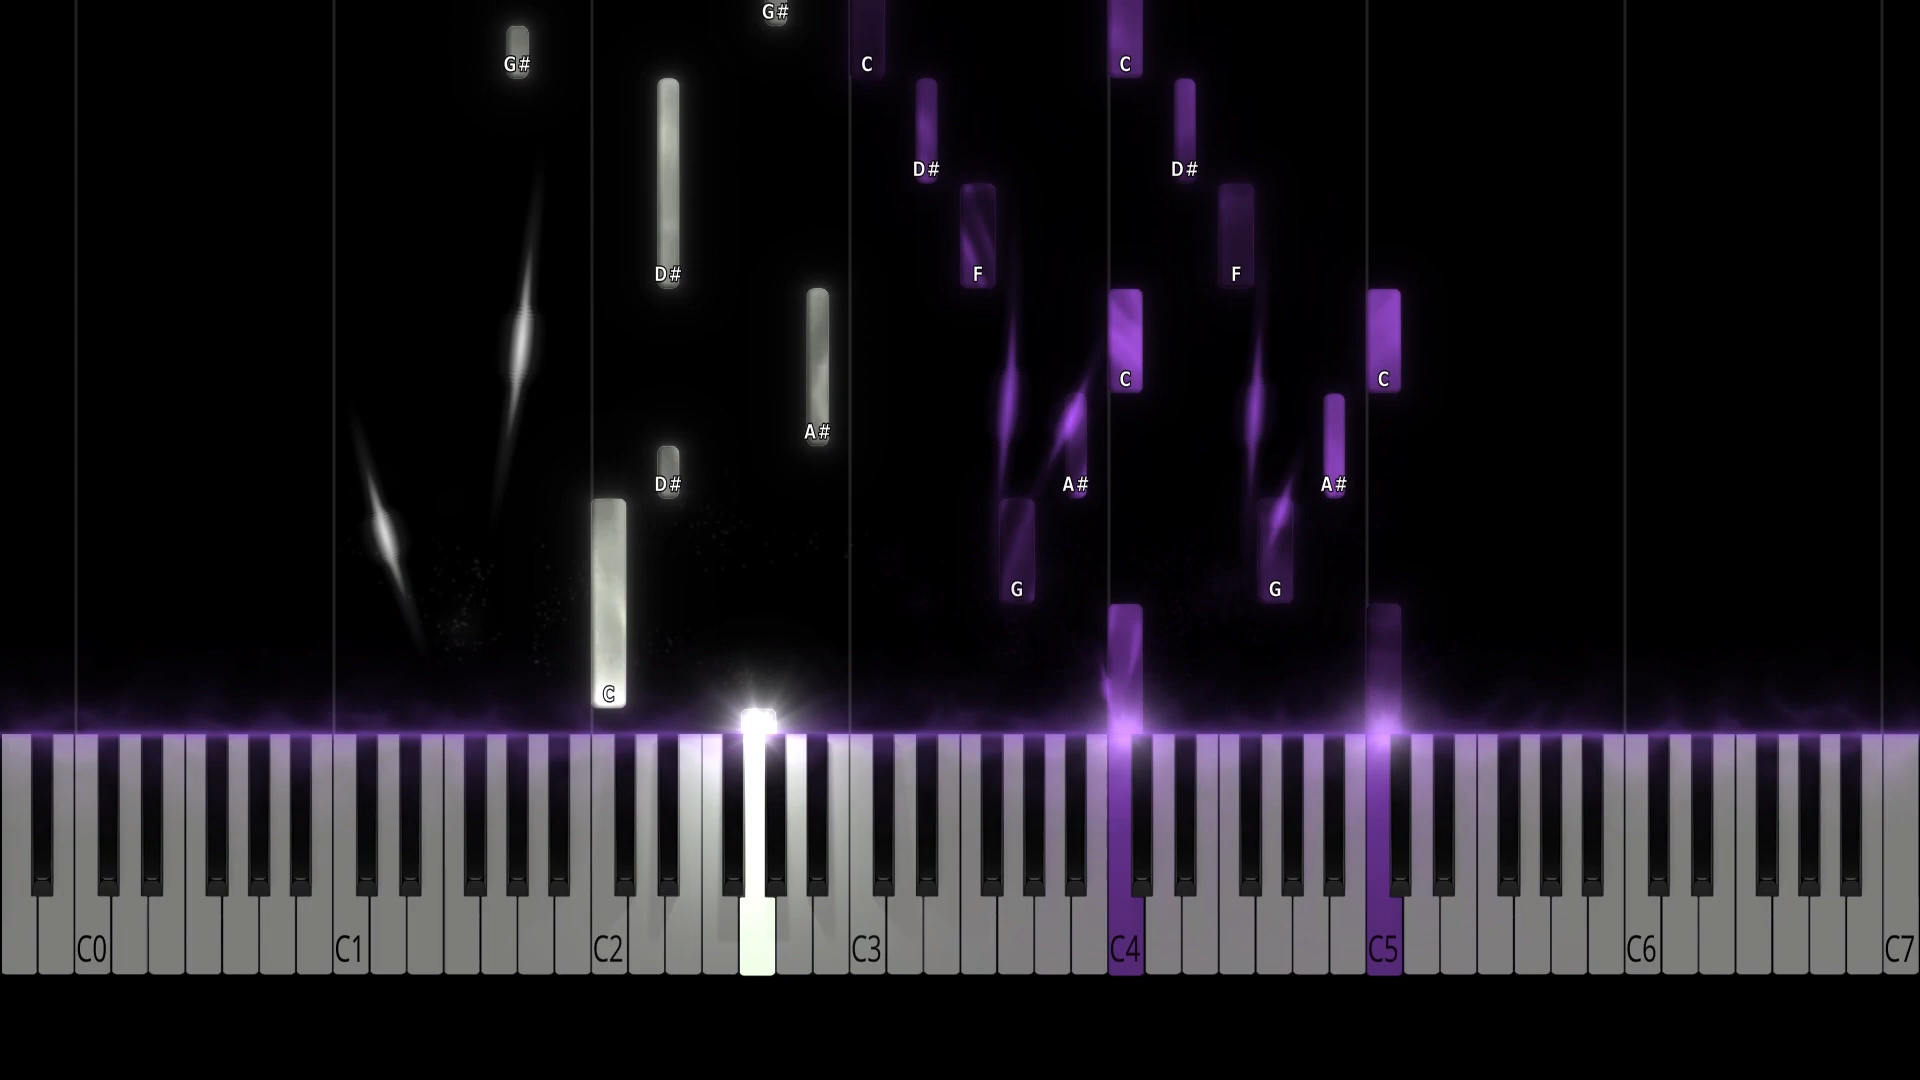 G#
G# C C
D# D#
D# F F
C C
A#
D# A# A#
G G
C
C0 C1 C2 C3 C4 C5 C6 C7